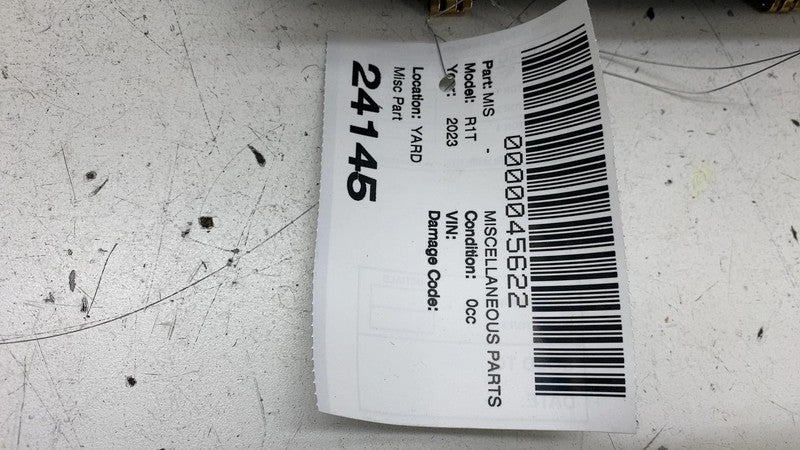 0000045622
Part: MIS - MISCELLANEOUS PARTS
Model: R1T Condition: 0cc
Year: 2023 VIN:
Damage Code:
Location: YARD
Misc Part
24145